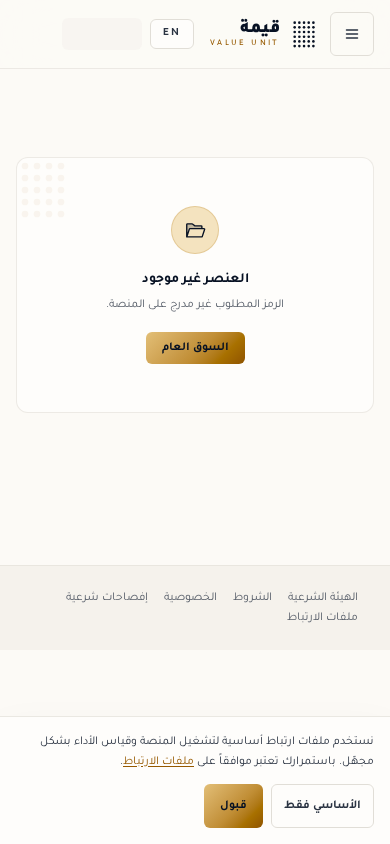 قيمة
VALUE UNIT
EN
العنصر غير موجود
الرمز المطلوب غير مدرج على المنصة.
السوق العام
الهيئة الشرعية الشروط الخصوصية إفصاحات شرعية
ملفات الارتباط
نستخدم ملفات ارتباط أساسية لتشغيل المنصة وقياس الأداء بشكل
مجهّل. باستمرارك تعتبر موافقاً على ملفات الارتباط.
الأساسي فقط
قبول